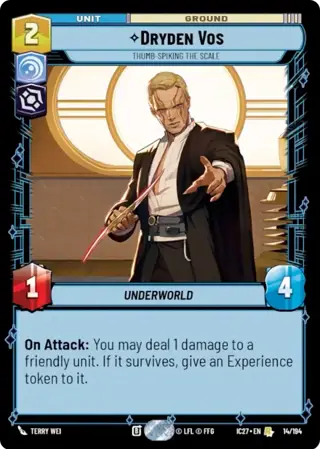 UNIT
GROUND
2
✧DRYDEN VOS
THUMB-SPIKING THE SCALE
1
UNDERWORLD
4
On Attack: You may deal 1 damage to a
friendly unit. If it survives, give an Experience
token to it.
TERRY WEI
© LFL © FFG
IC27•EN
14/194